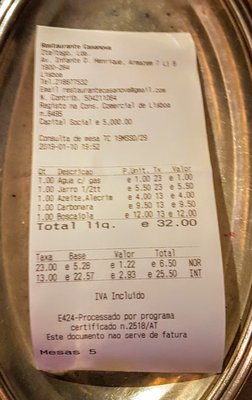 Restaurante Casanova
Italtago, Lda.
Av. Infante D. Henrique, Armazem 7 Lj B
1900-264
Lisboa
Tel.218877532
Email restaurantecasanova@gmail.com
N. Contrib. 504211064
Registo na Cons. Comercial de Lisboa
n.8495
Capital Social e 5,000.00
Consulta de mesa TC 19MSSO/29
2019-01-10 19:52
Qt Descricao P.Unit. Tx Valor
1.00 Agua c/ gas e 1.00 23 e 1.00
1.00 Jarro 1/2tt e 5.50 23 e 5.50
1.00 Azeite,Alecrim e 4.00 13 e 4.00
1.00 Carbonara e 9.50 13 e 9.50
1.00 Boscaiola e 12.00 13 e 12.00
Total liq. e 32.00
Taxa Base Valor Total
23.00 e 5.28 e 1.22 e 6.50 NOR
13.00 e 22.57 e 2.93 e 25.50 INT
IVA Incluido
E424-Processado por programa
certificado n.2518/AT
Este documento nao serve de fatura
Mesas 5